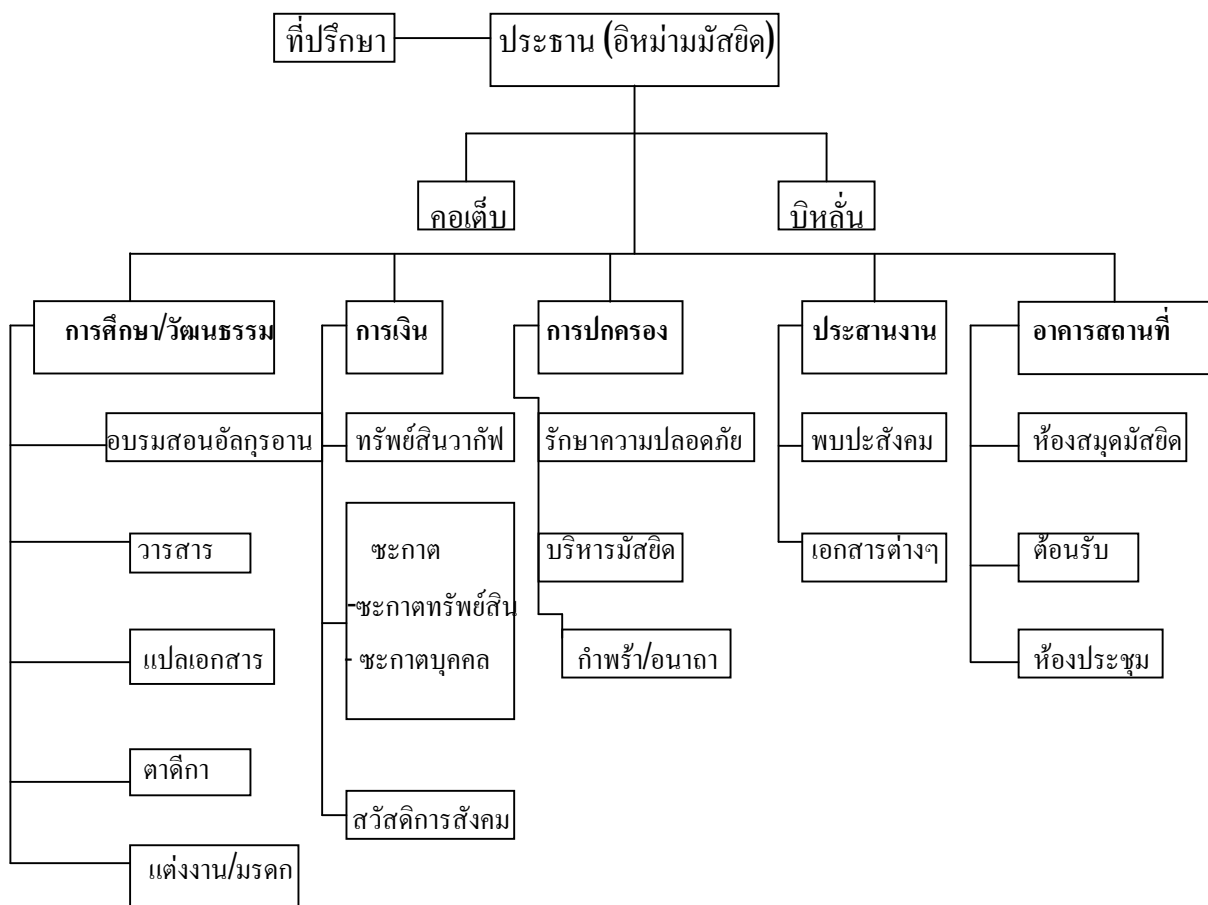 ที่ปรึกษา
ประธาน (อิหม่ามมัสยิด)
คอเต็บ
บิหลั่น
การศึกษา/วัฒนธรรม
การเงิน
การปกครอง
ประสานงาน
อาคารสถานที่
อบรมสอนอัลกุรอาน
ทรัพย์สินวากัฟ
รักษาความปลอดภัย
พบปะสังคม
ห้องสมุดมัสยิด
วารสาร
ซะกาต
-ซะกาตทรัพย์สิน
- ซะกาตบุคคล
บริหารมัสยิด
เอกสารต่างๆ
ต้อนรับ
แปลเอกสาร
กำพร้า/อนาถา
ห้องประชุม
ตาดีกา
สวัสดิการสังคม
แต่งงาน/มรดก